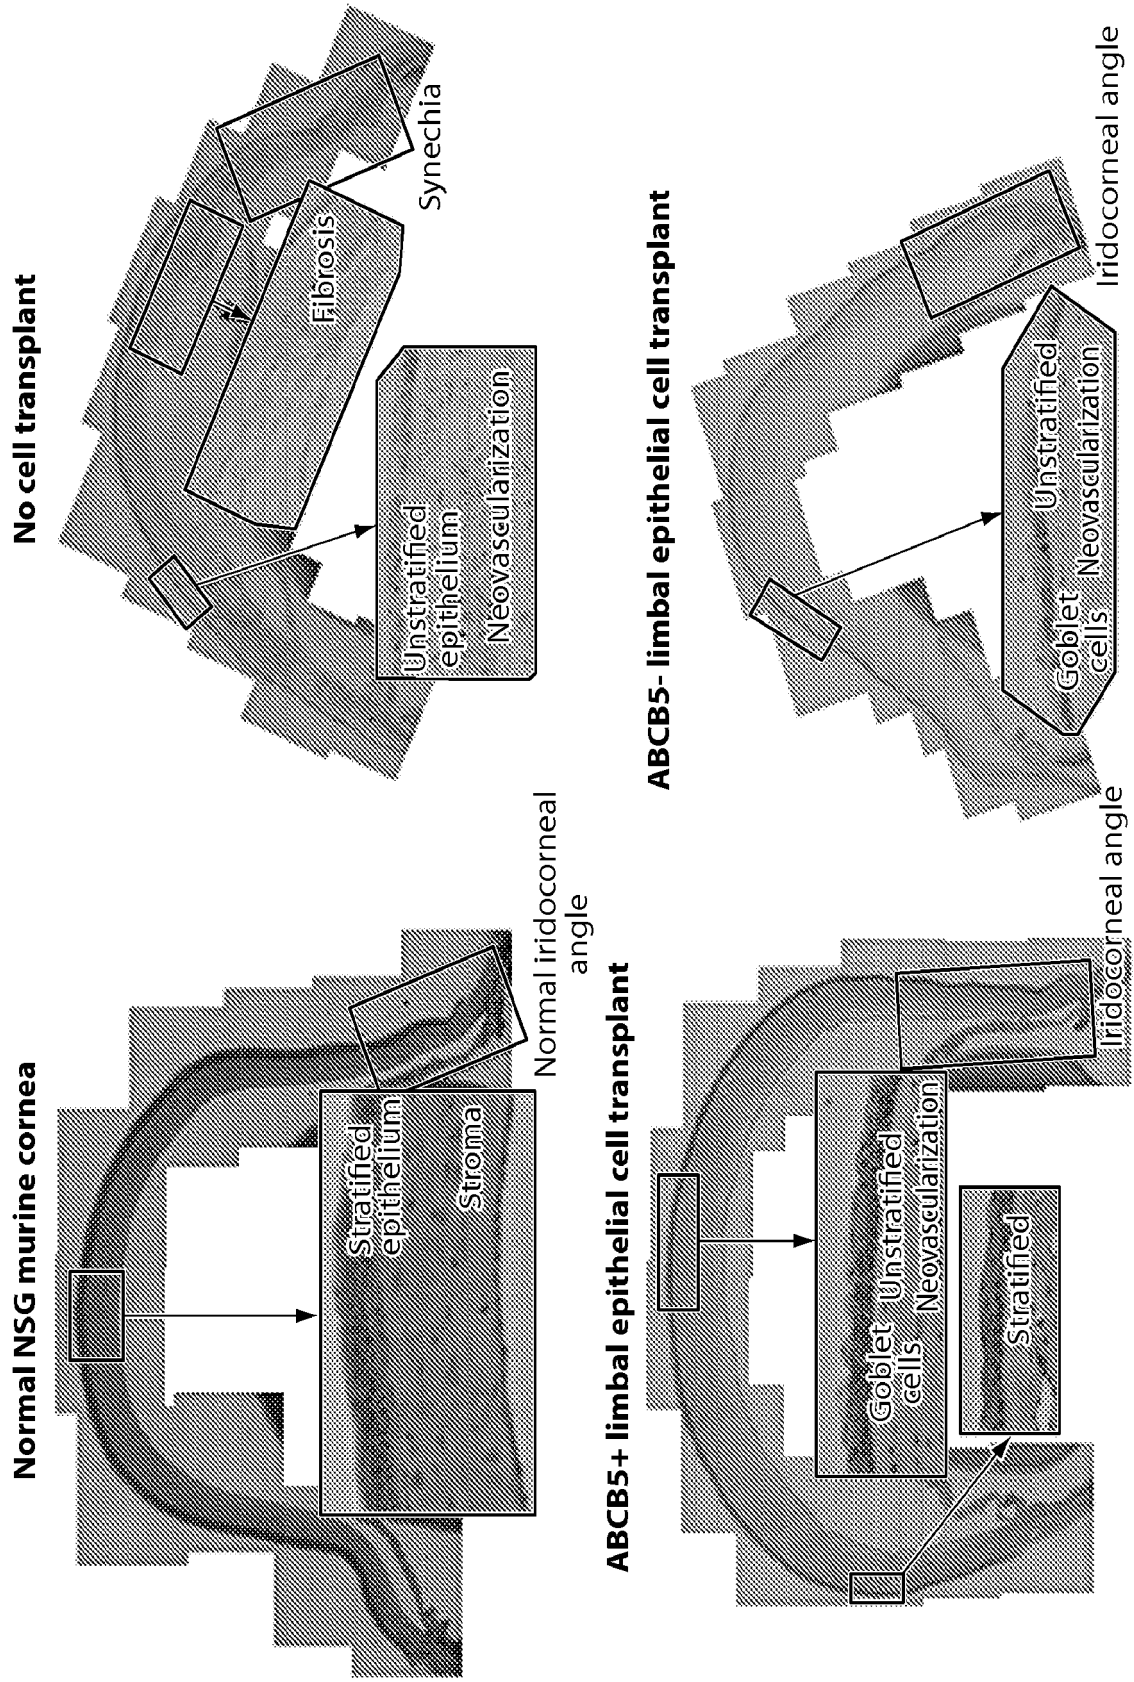 Normal NSG murine cornea
Stratified
epithelium
Stroma
Normal iridocorneal
angle
No cell transplant
Fibrosis
Synechia
Unstratified
epithelium
Neovascularization
ABCB5+ limbal epithelial cell transplant
Goblet
cells
Unstratified
Neovascularization
Stratified
Iridocorneal angle
ABCB5- limbal epithelial cell transplant
Unstratified
Goblet
cells
Neovascularization
Iridocorneal angle